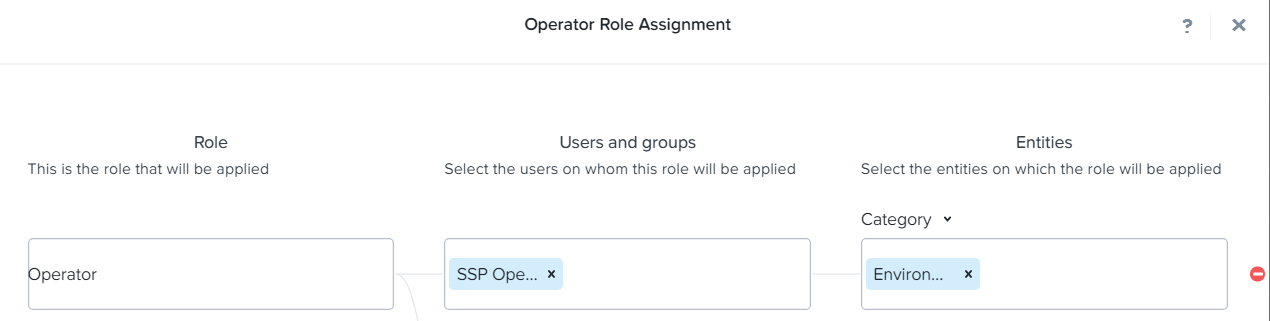 Operator Role Assignment
?
Role
Users and groups
Entities
This is the role that will be applied
Select the users on whom this role will be applied
Select the entities on which the role will be applied
Category
Operator
SSP Ope... ×
Environ... ×